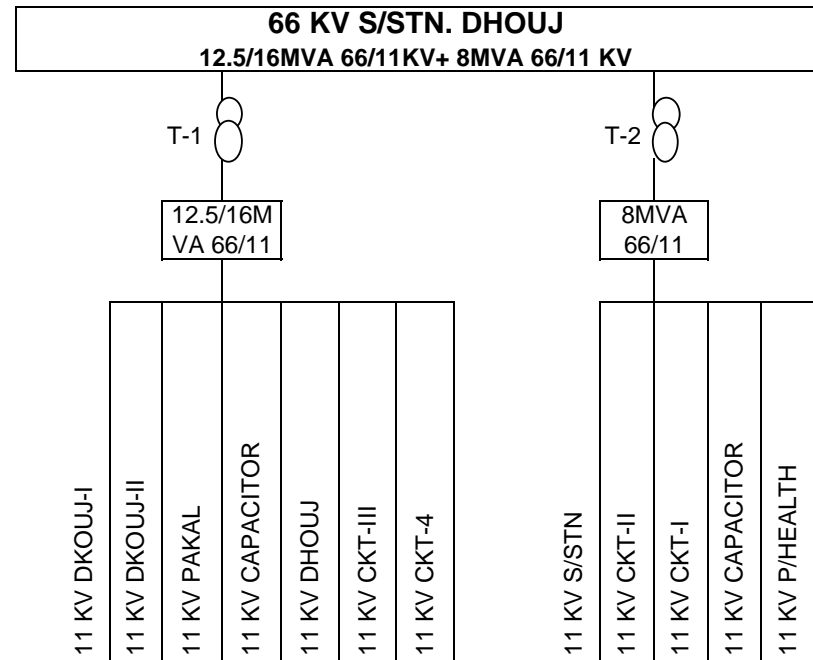 66 KV S/STN. DHOUJ
12.5/16MVA 66/11KV+ 8MVA 66/11 KV
T-1
T-2
12.5/16M
VA 66/11
8MVA
66/11
11 KV DKOUJ-I
11 KV DKOUJ-II
11 KV PAKAL
11 KV CAPACITOR
11 KV DHOUJ
11 KV CKT-III
11 KV CKT-4
11 KV S/STN
11 KV CKT-II
11 KV CKT-I
11 KV CAPACITOR
11 KV P/HEALTH